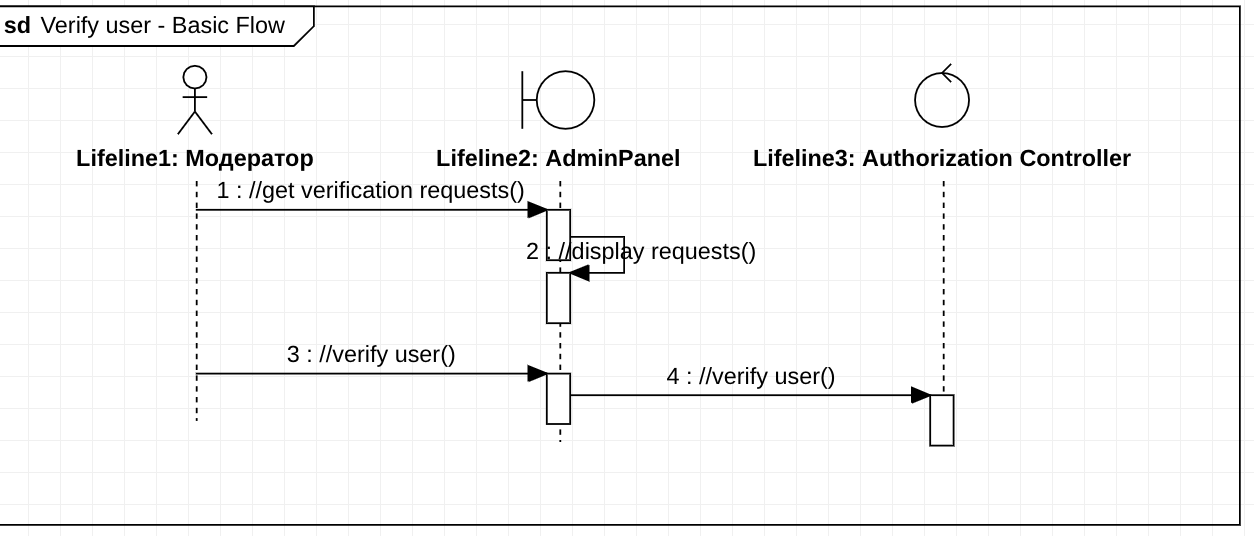 sd Verify user - Basic Flow
Lifeline1: Модератор
Lifeline2: AdminPanel
Lifeline3: Authorization Controller
1 : //get verification requests()
2 : //display requests()
3 : //verify user()
4 : //verify user()